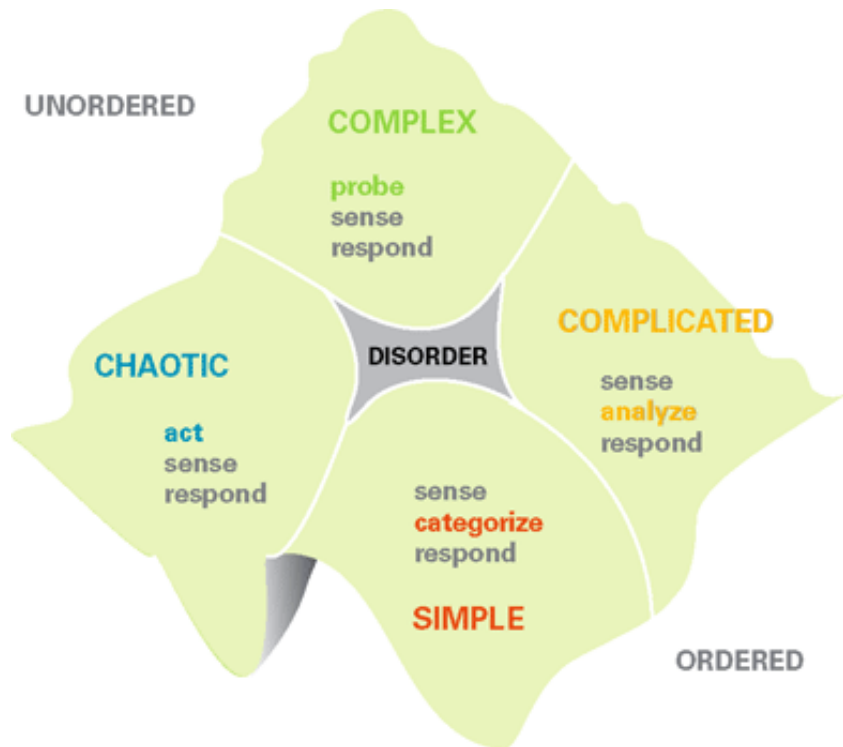 UNORDERED
COMPLEX
probe
sense
respond
COMPLICATED
sense
analyze
respond
DISORDER
CHAOTIC
act
sense
respond
sense
categorize
respond
SIMPLE
ORDERED